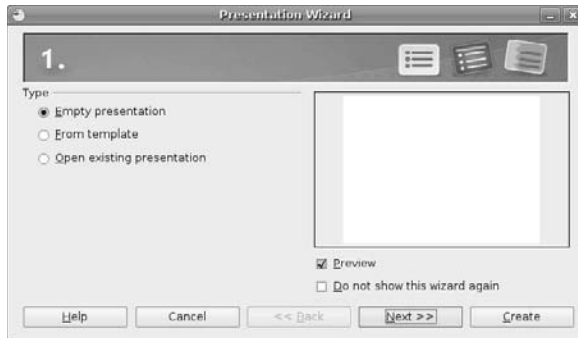 Presentation Wizard
1.
Type
Empty presentation
From template
Open existing presentation
Preview
Do not show this wizard again
Help
Cancel
<< Back
Next >>
Create